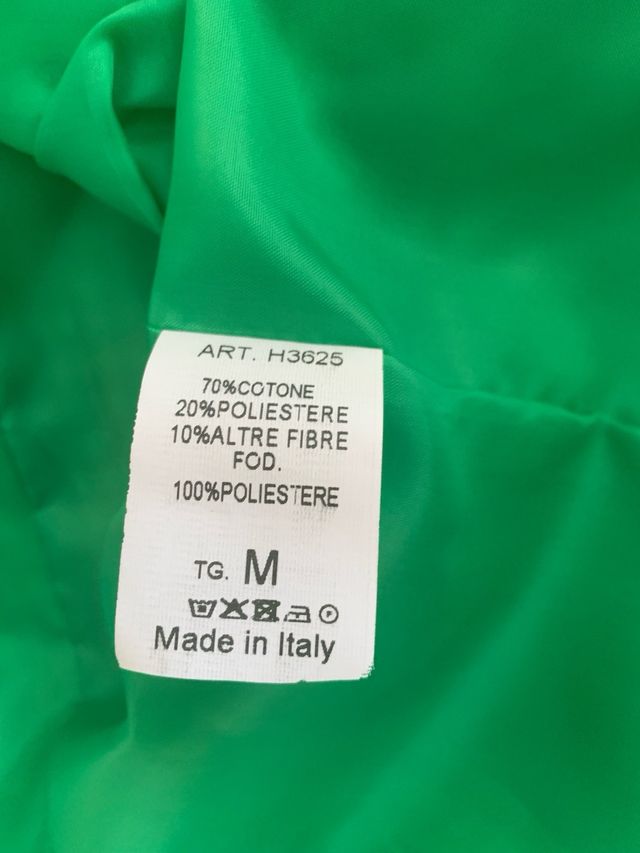 ART. H3625
70%COTONE
20%POLIESTERE
10%ALTRE FIBRE
FOD.
100%POLIESTERE
TG. M
Made in Italy